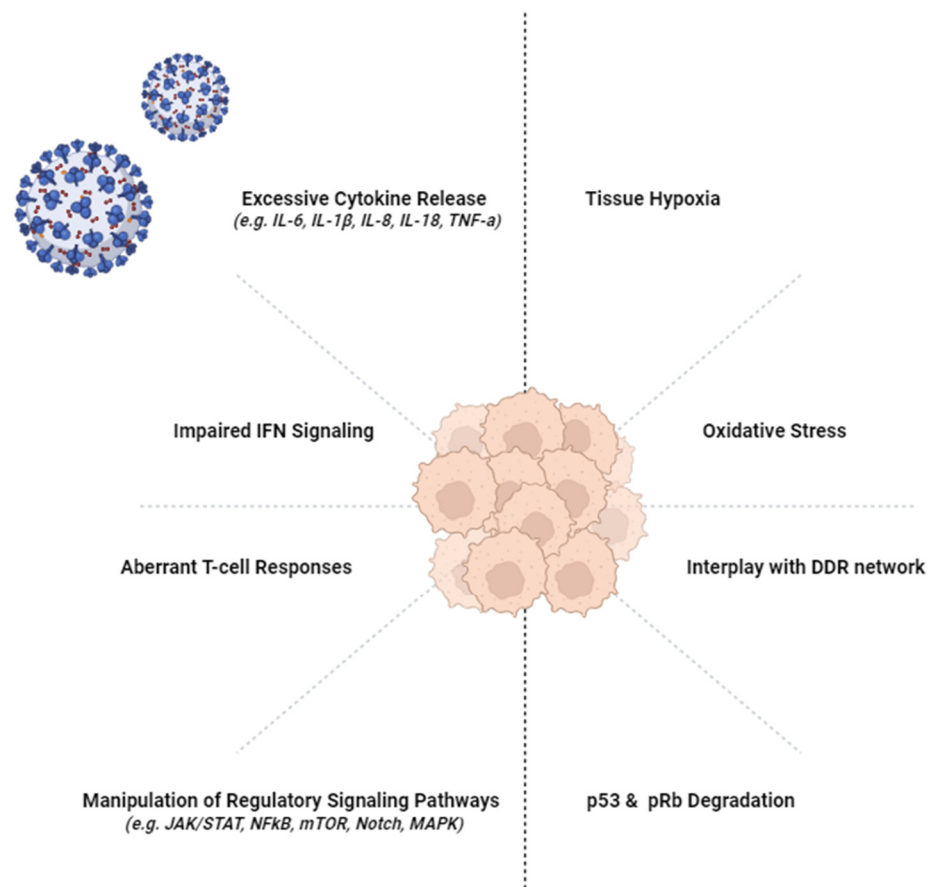 Excessive Cytokine Release
(e.g. IL-6, IL-1β, IL-8, IL-18, TNF-a)
Tissue Hypoxia
Impaired IFN Signaling
Oxidative Stress
Aberrant T-cell Responses
Interplay with DDR network
Manipulation of Regulatory Signaling Pathways
(e.g. JAK/STAT, NFkB, mTOR, Notch, MAPK)
p53 & pRb Degradation